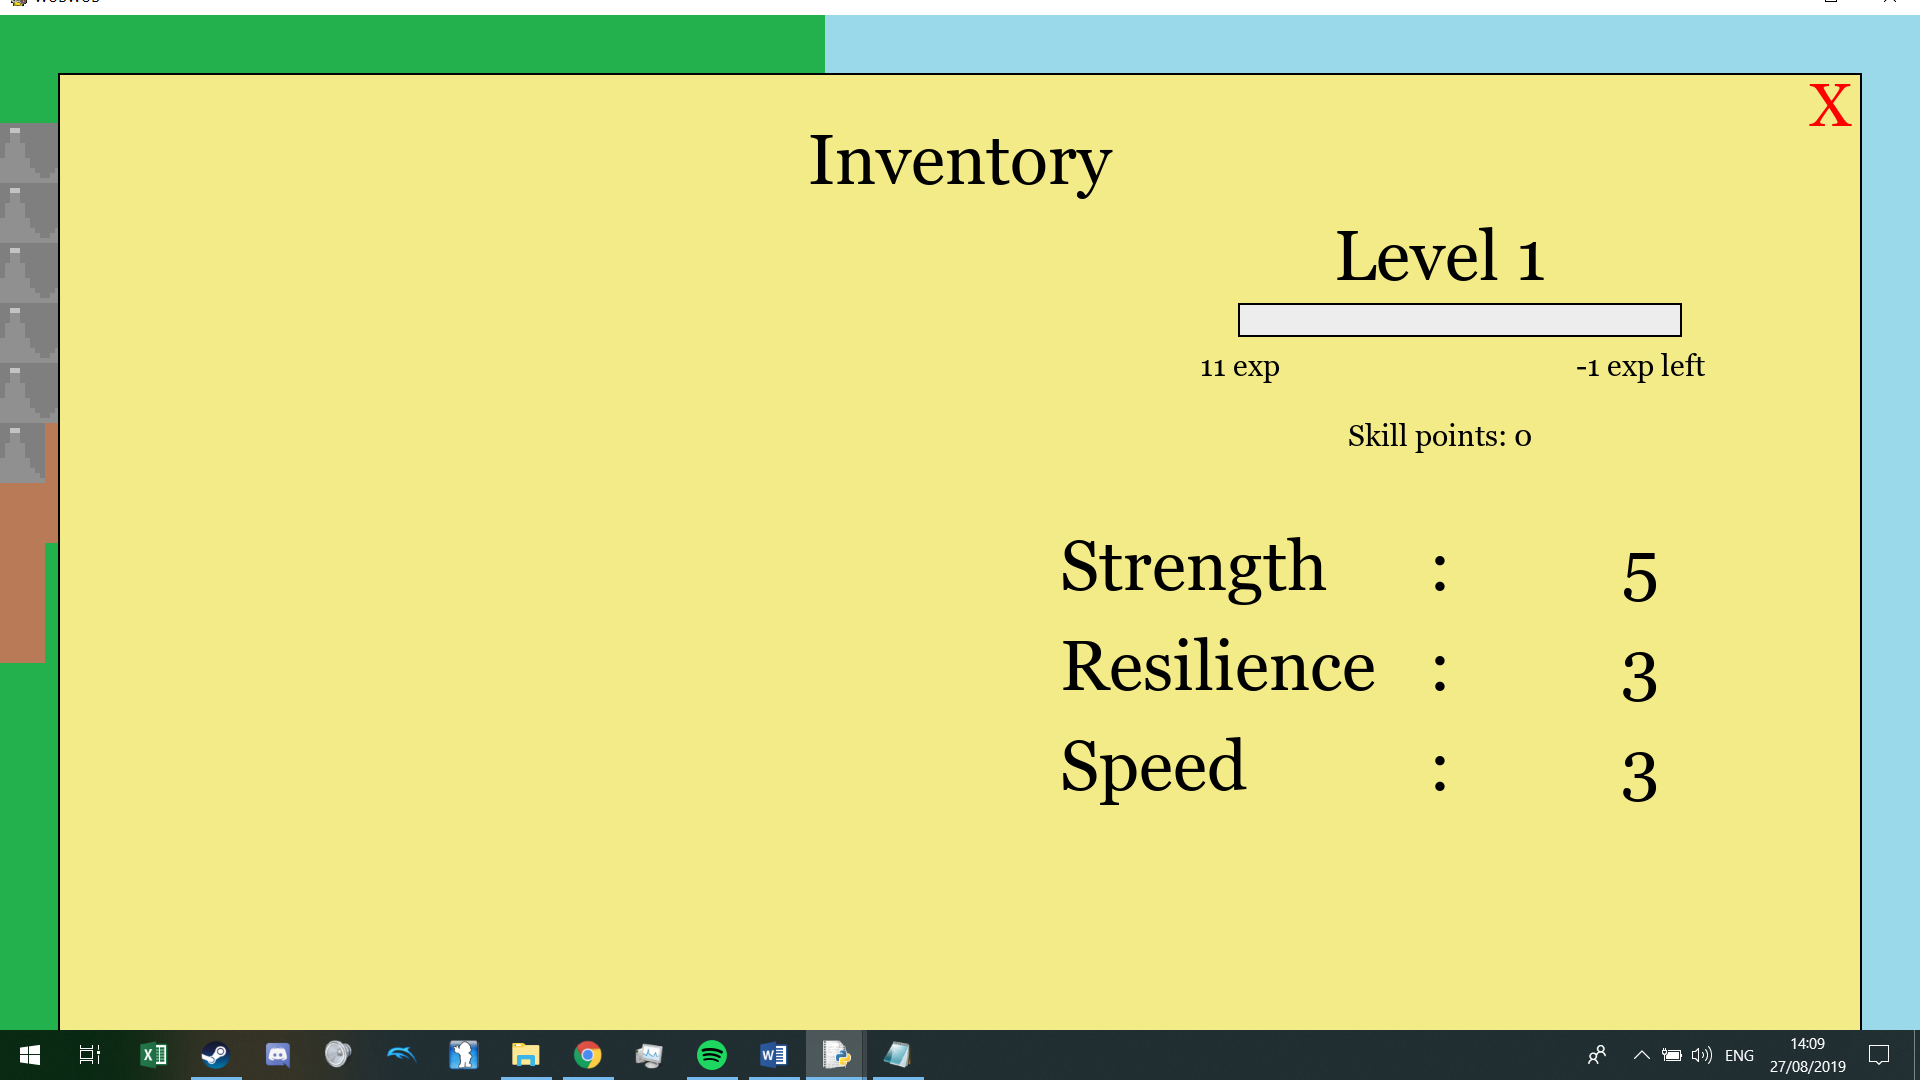 X
Inventory
Level 1
11 exp
-1 exp left
Skill points: 0
Strength : 5
Resilience : 3
Speed : 3
ENG
14:09
27/08/2019